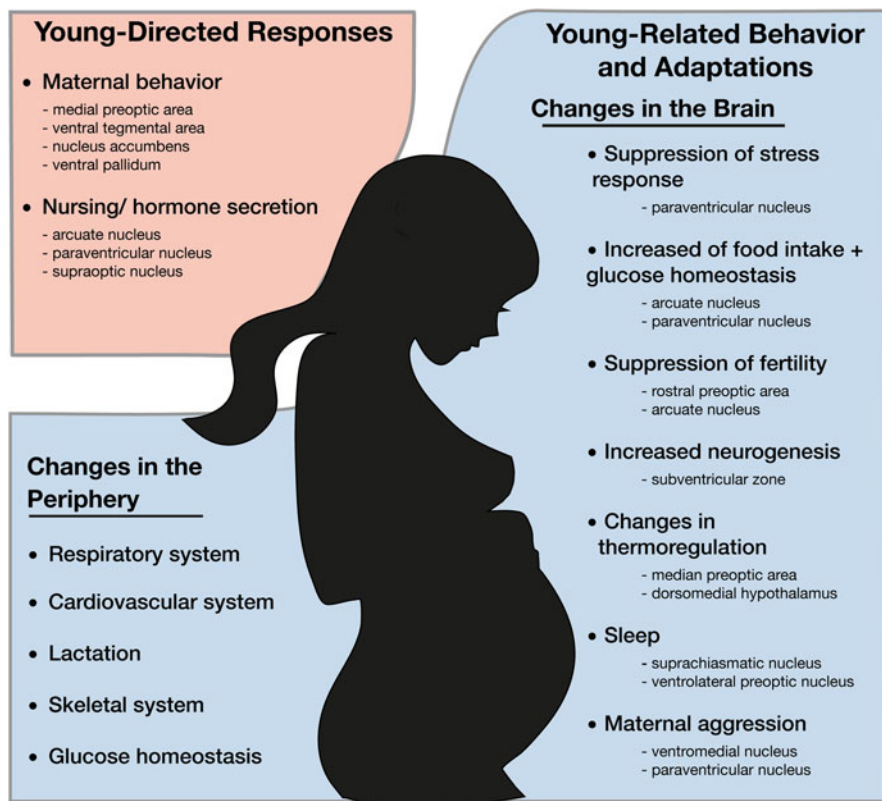 Young-Directed Responses
• Maternal behavior
- medial preoptic area
- ventral tegmental area
- nucleus accumbens
- ventral pallidum
• Nursing/ hormone secretion
- arcuate nucleus
- paraventricular nucleus
- supraoptic nucleus
Young-Related Behavior
and Adaptations
Changes in the Brain
• Suppression of stress
response
- paraventricular nucleus
• Increased of food intake +
glucose homeostasis
- arcuate nucleus
- paraventricular nucleus
• Suppression of fertility
- rostral preoptic area
- arcuate nucleus
• Increased neurogenesis
- subventricular zone
• Changes in
thermoregulation
- median preoptic area
- dorsomedial hypothalamus
• Sleep
- suprachiasmatic nucleus
- ventrolateral preoptic nucleus
• Maternal aggression
- ventromedial nucleus
- paraventricular nucleus
Changes in the
Periphery
• Respiratory system
• Cardiovascular system
• Lactation
• Skeletal system
• Glucose homeostasis